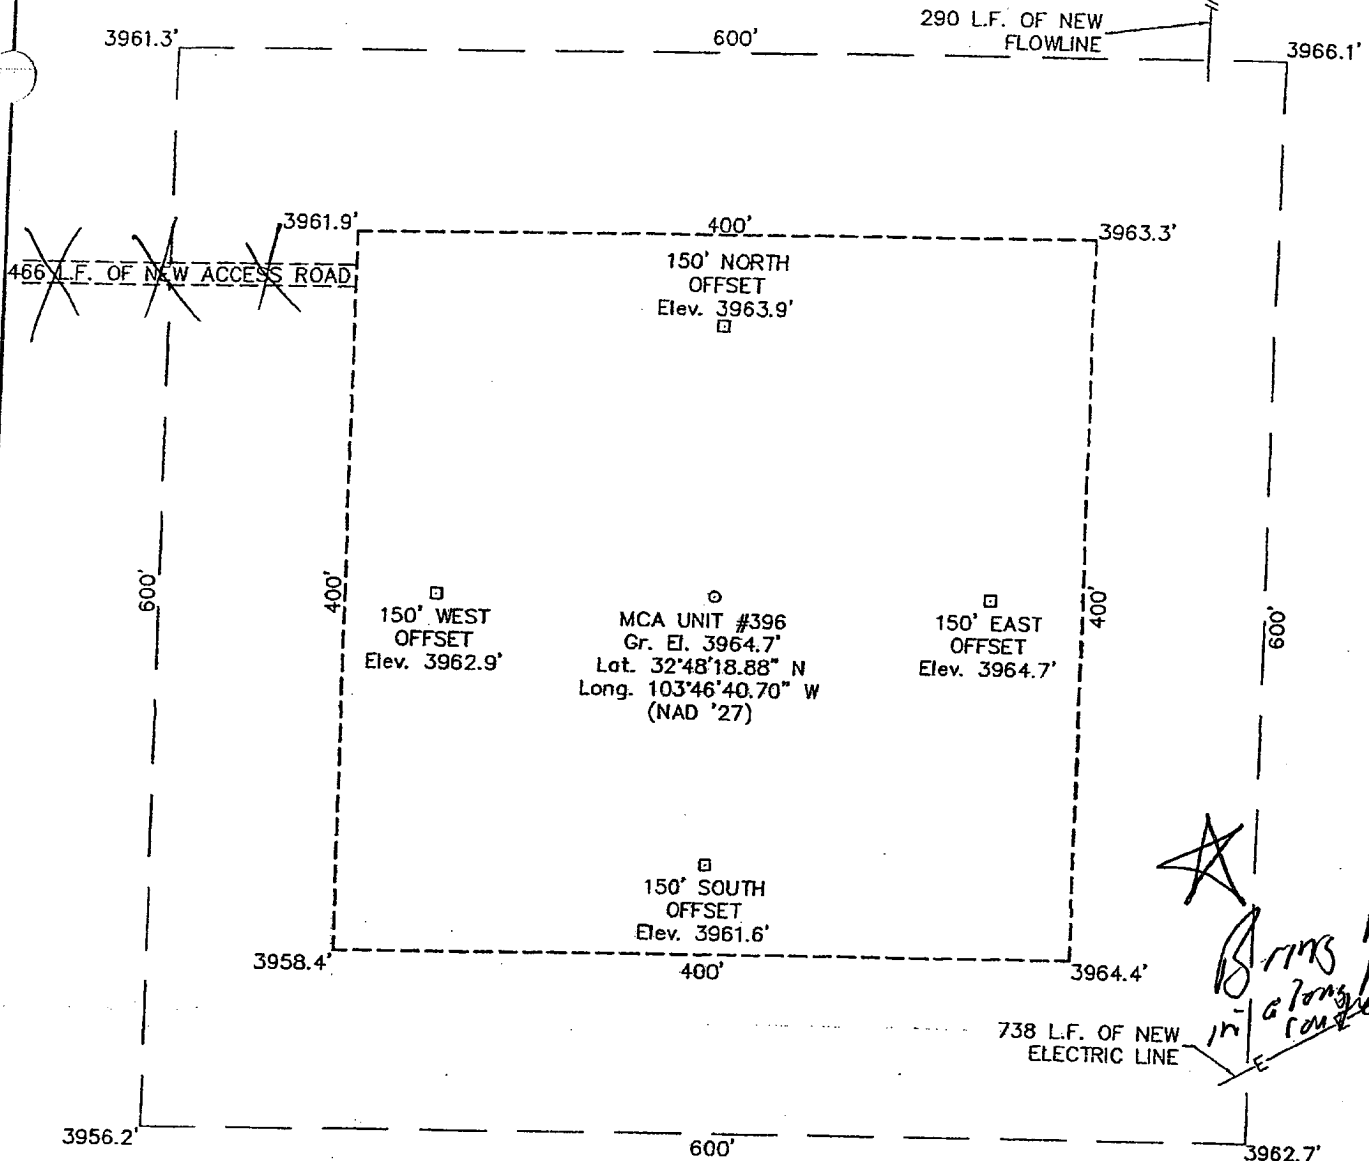 290 L.F. OF NEW
FLOWLINE
3961.3'
600'
3966.1'
3961.9'
400'
3963.3'
466 L.F. OF NEW ACCESS ROAD
150' NORTH
OFFSET
Elev. 3963.9'
600'
400'
150' WEST
OFFSET
Elev. 3962.9'
MCA UNIT #396
Gr. El. 3964.7'
Lat. 32°48'18.88" N
Long. 103°46'40.70" W
(NAD '27)
150' EAST
OFFSET
Elev. 3964.7'
400'
600'
150' SOUTH
OFFSET
Elev. 3961.6'
3958.4'
400'
3964.4'
Bring
in along
738 L.F. OF NEW
ELECTRIC LINE
E
3956.2'
600'
3962.7'